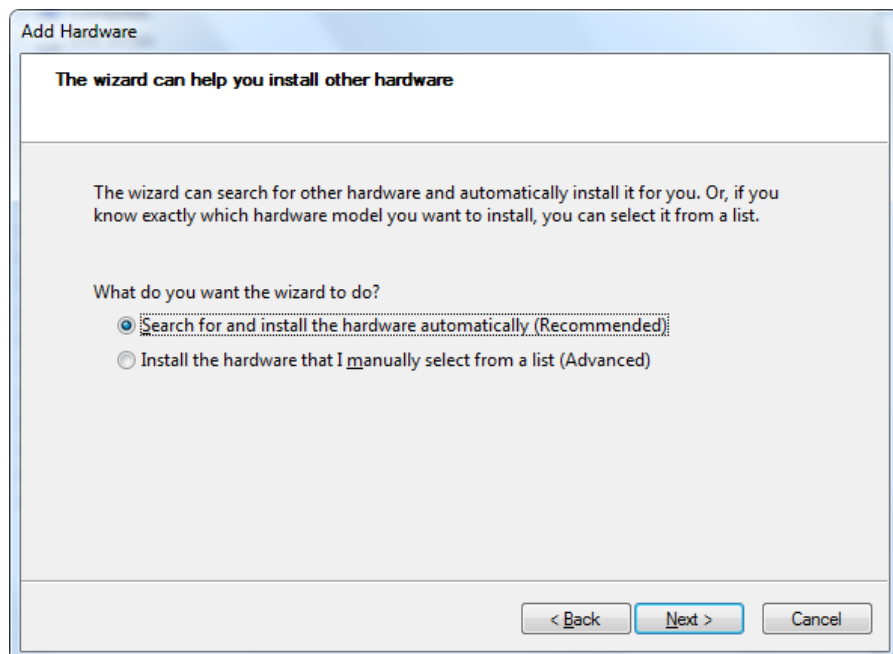 Add Hardware
The wizard can help you install other hardware
The wizard can search for other hardware and automatically install it for you. Or, if you
know exactly which hardware model you want to install, you can select it from a list.
What do you want the wizard to do?
Search for and install the hardware automatically (Recommended)
Install the hardware that I manually select from a list (Advanced)
< Back Next > Cancel